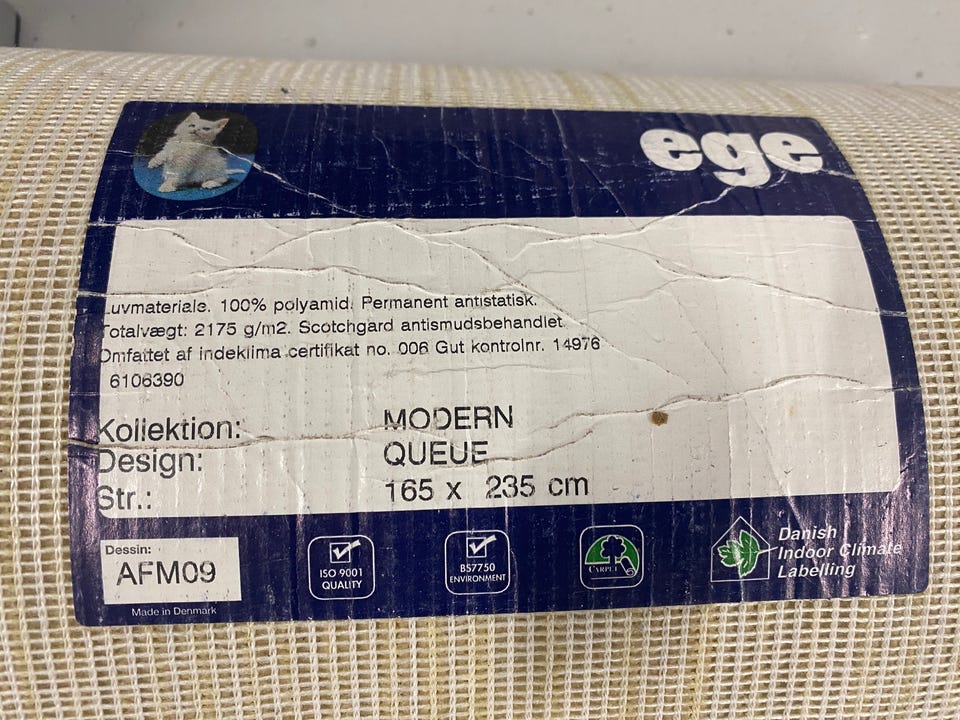 ege
Luvmateriale. 100% polyamid. Permanent antistatisk.
Totalvægt: 2175 g/m2. Scotchgard antismudsbehandlet.
Omfattet af indeklima certifikat no. 006 Gut kontrolnr. 14976
6106390
Kollektion: MODERN
Design: QUEUE
Str.: 165 x 235 cm
Dessin:
AFM09
Made in Denmark
ISO 9001
QUALITY
BS7750
ENVIRONMENT
CARPET
Danish
Indoor Climate
Labelling